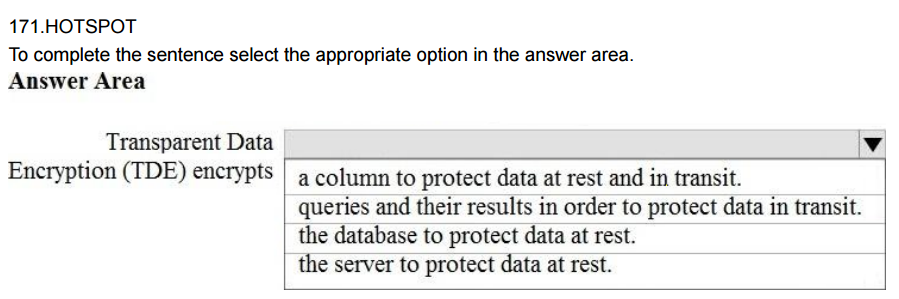 171.HOTSPOT
To complete the sentence select the appropriate option in the answer area.
Answer Area
Transparent Data
Encryption (TDE) encrypts
a column to protect data at rest and in transit.
queries and their results in order to protect data in transit.
the database to protect data at rest.
the server to protect data at rest.